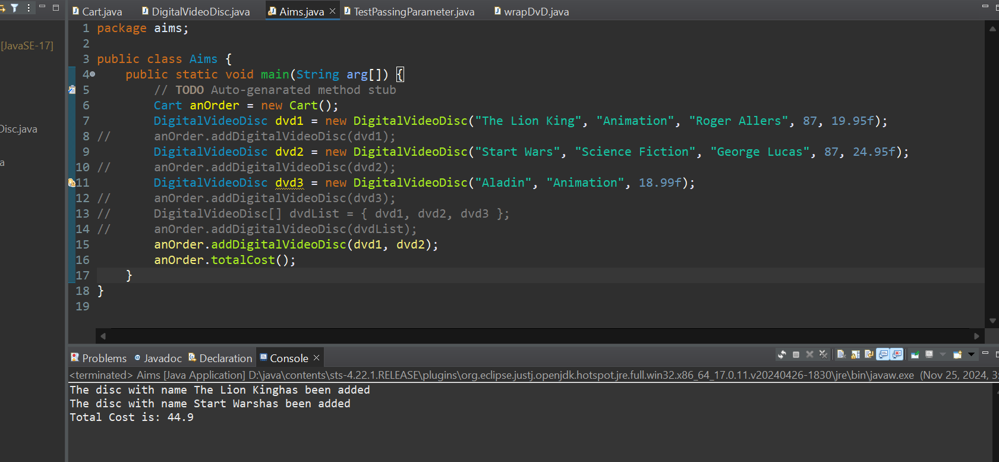 Cart.java DigitalVideoDisc.java Aims.java TestPassingParameter.java wrapDvD.java
[JavaSE-17]
Disc.java
a
1 package aims;
2
3 public class Aims {
4 public static void main(String arg[]) {
5 // TODO Auto-genarated method stub
6 Cart anOrder = new Cart();
7 DigitalVideoDisc dvd1 = new DigitalVideoDisc("The Lion King", "Animation", "Roger Allers", 87, 19.95f);
8 // anOrder.addDigitalVideoDisc(dvd1);
9 DigitalVideoDisc dvd2 = new DigitalVideoDisc("Start Wars", "Science Fiction", "George Lucas", 87, 24.95f);
10 // anOrder.addDigitalVideoDisc(dvd2);
11 DigitalVideoDisc dvd3 = new DigitalVideoDisc("Aladin", "Animation", 18.99f);
12 // anOrder.addDigitalVideoDisc(dvd3);
13 // DigitalVideoDisc[] dvdList = { dvd1, dvd2, dvd3 };
14 // anOrder.addDigitalVideoDisc(dvdList);
15 anOrder.addDigitalVideoDisc(dvd1, dvd2);
16 anOrder.totalCost();
17 }
18 }
19
Problems Javadoc Declaration Console
<terminated> Aims [Java Application] D:\java\contents\sts-4.22.1.RELEASE\plugins\org.eclipse.justj.openjdk.hotspot.jre.full.win32.x86_64_17.0.11.v20240426-1830\jre\bin\javaw.exe (Nov 25, 2024, 3:
The disc with name The Lion Kinghas been added
The disc with name Start Warshas been added
Total Cost is: 44.9